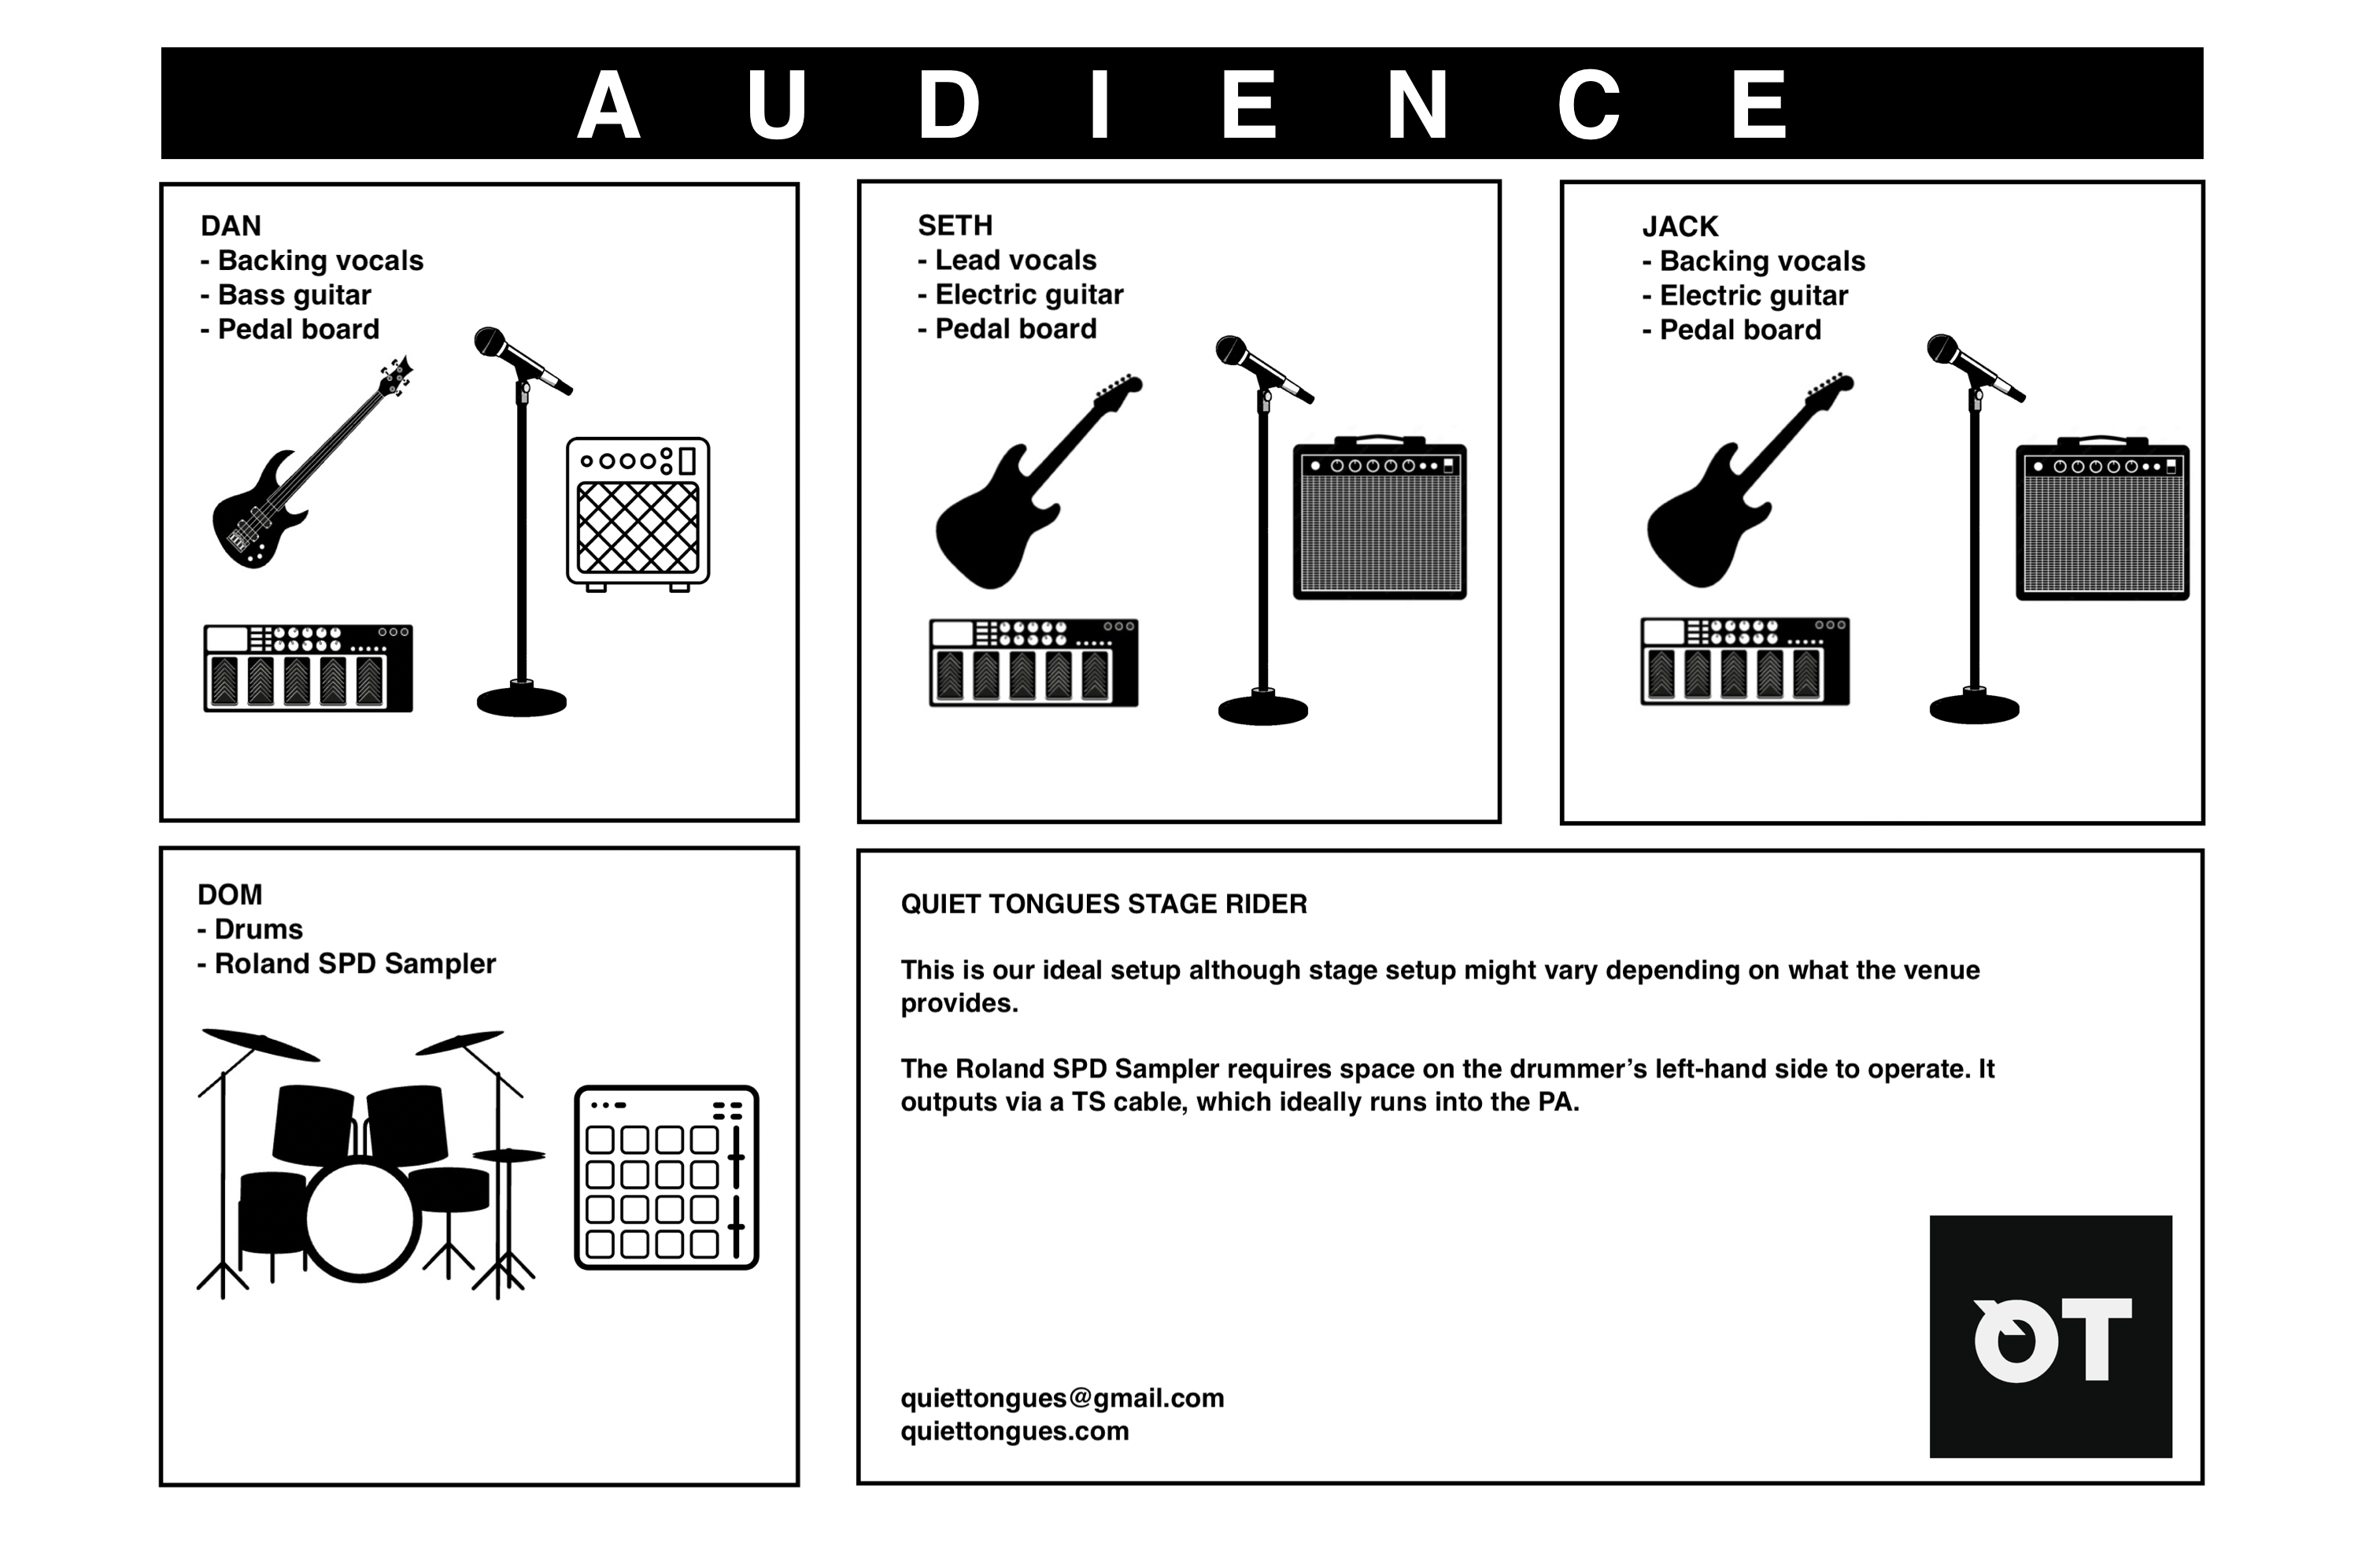 A U D I E N C E
DAN
- Backing vocals
- Bass guitar
- Pedal board
SETH
- Lead vocals
- Electric guitar
- Pedal board
JACK
- Backing vocals
- Electric guitar
- Pedal board
DOM
- Drums
- Roland SPD Sampler
QUIET TONGUES STAGE RIDER
This is our ideal setup although stage setup might vary depending on what the venue
provides.
The Roland SPD Sampler requires space on the drummer’s left-hand side to operate. It
outputs via a TS cable, which ideally runs into the PA.
quiettongues@gmail.com
quiettongues.com
QT